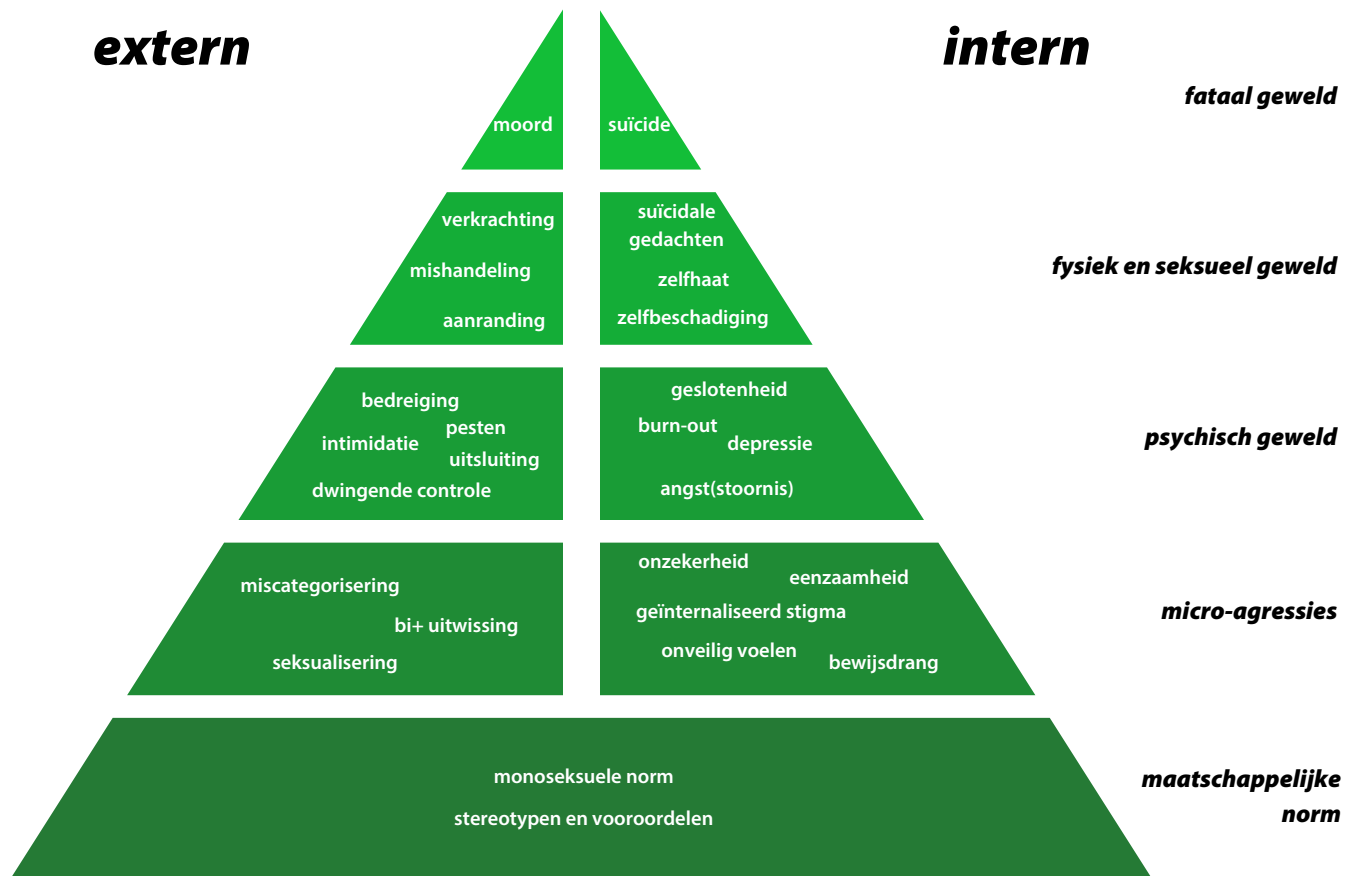 extern
intern
fataal geweld
moord
suïcide
verkrachting
mishandeling
aanranding
suïcidale
gedachten
zelfhaat
zelfbeschadiging
fysiek en seksueel geweld
bedreiging
pesten
intimidatie
uitsluiting
dwingende controle
geslotenheid
burn-out
depressie
angst(stoornis)
psychisch geweld
miscategorisering
bi+ uitwissing
seksualisering
onzekerheid
eenzaamheid
geïnternaliseerd stigma
onveilig voelen
bewijsdrang
micro-agressies
monoseksuele norm
stereotypen en vooroordelen
maatschappelijke
norm